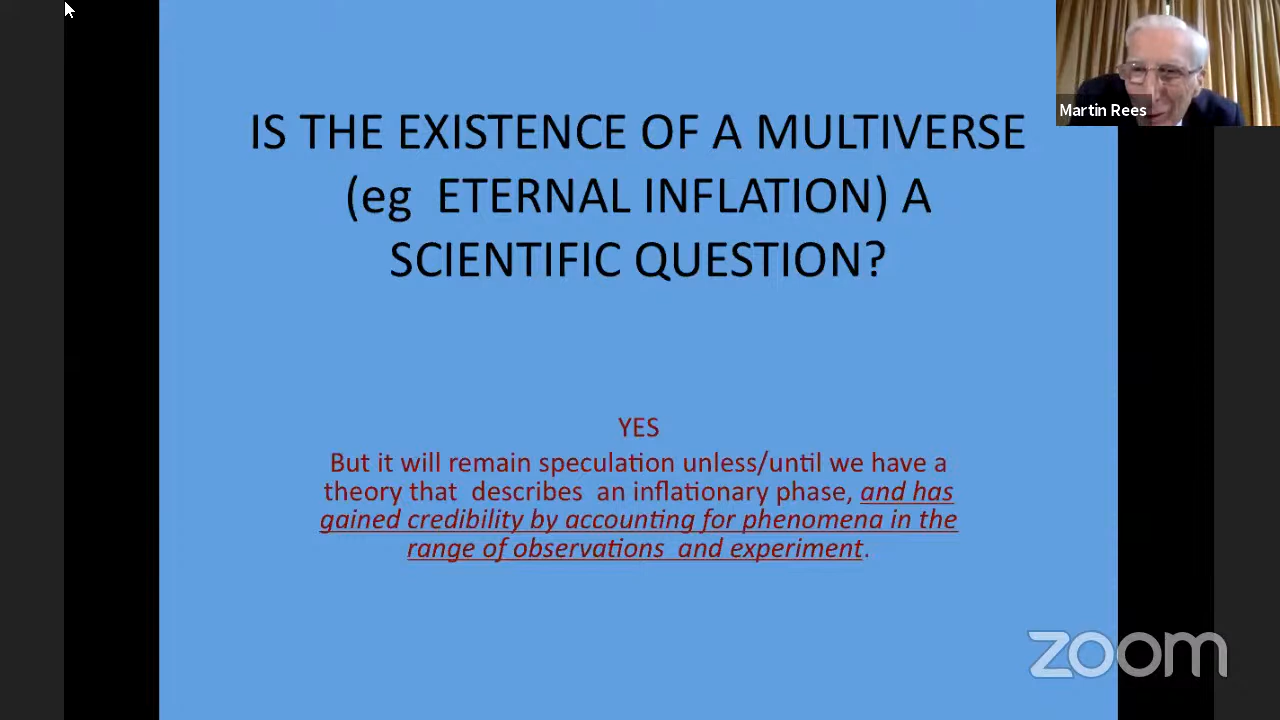 IS THE EXISTENCE OF A MULTIVERSE
(eg  ETERNAL INFLATION) A
SCIENTIFIC QUESTION?
Martin Rees
YES
But it will remain speculation unless/until we have a
theory that  describes  an inflationary phase, and has
gained credibility by accounting for phenomena in the
range of observations  and experiment.
zoom